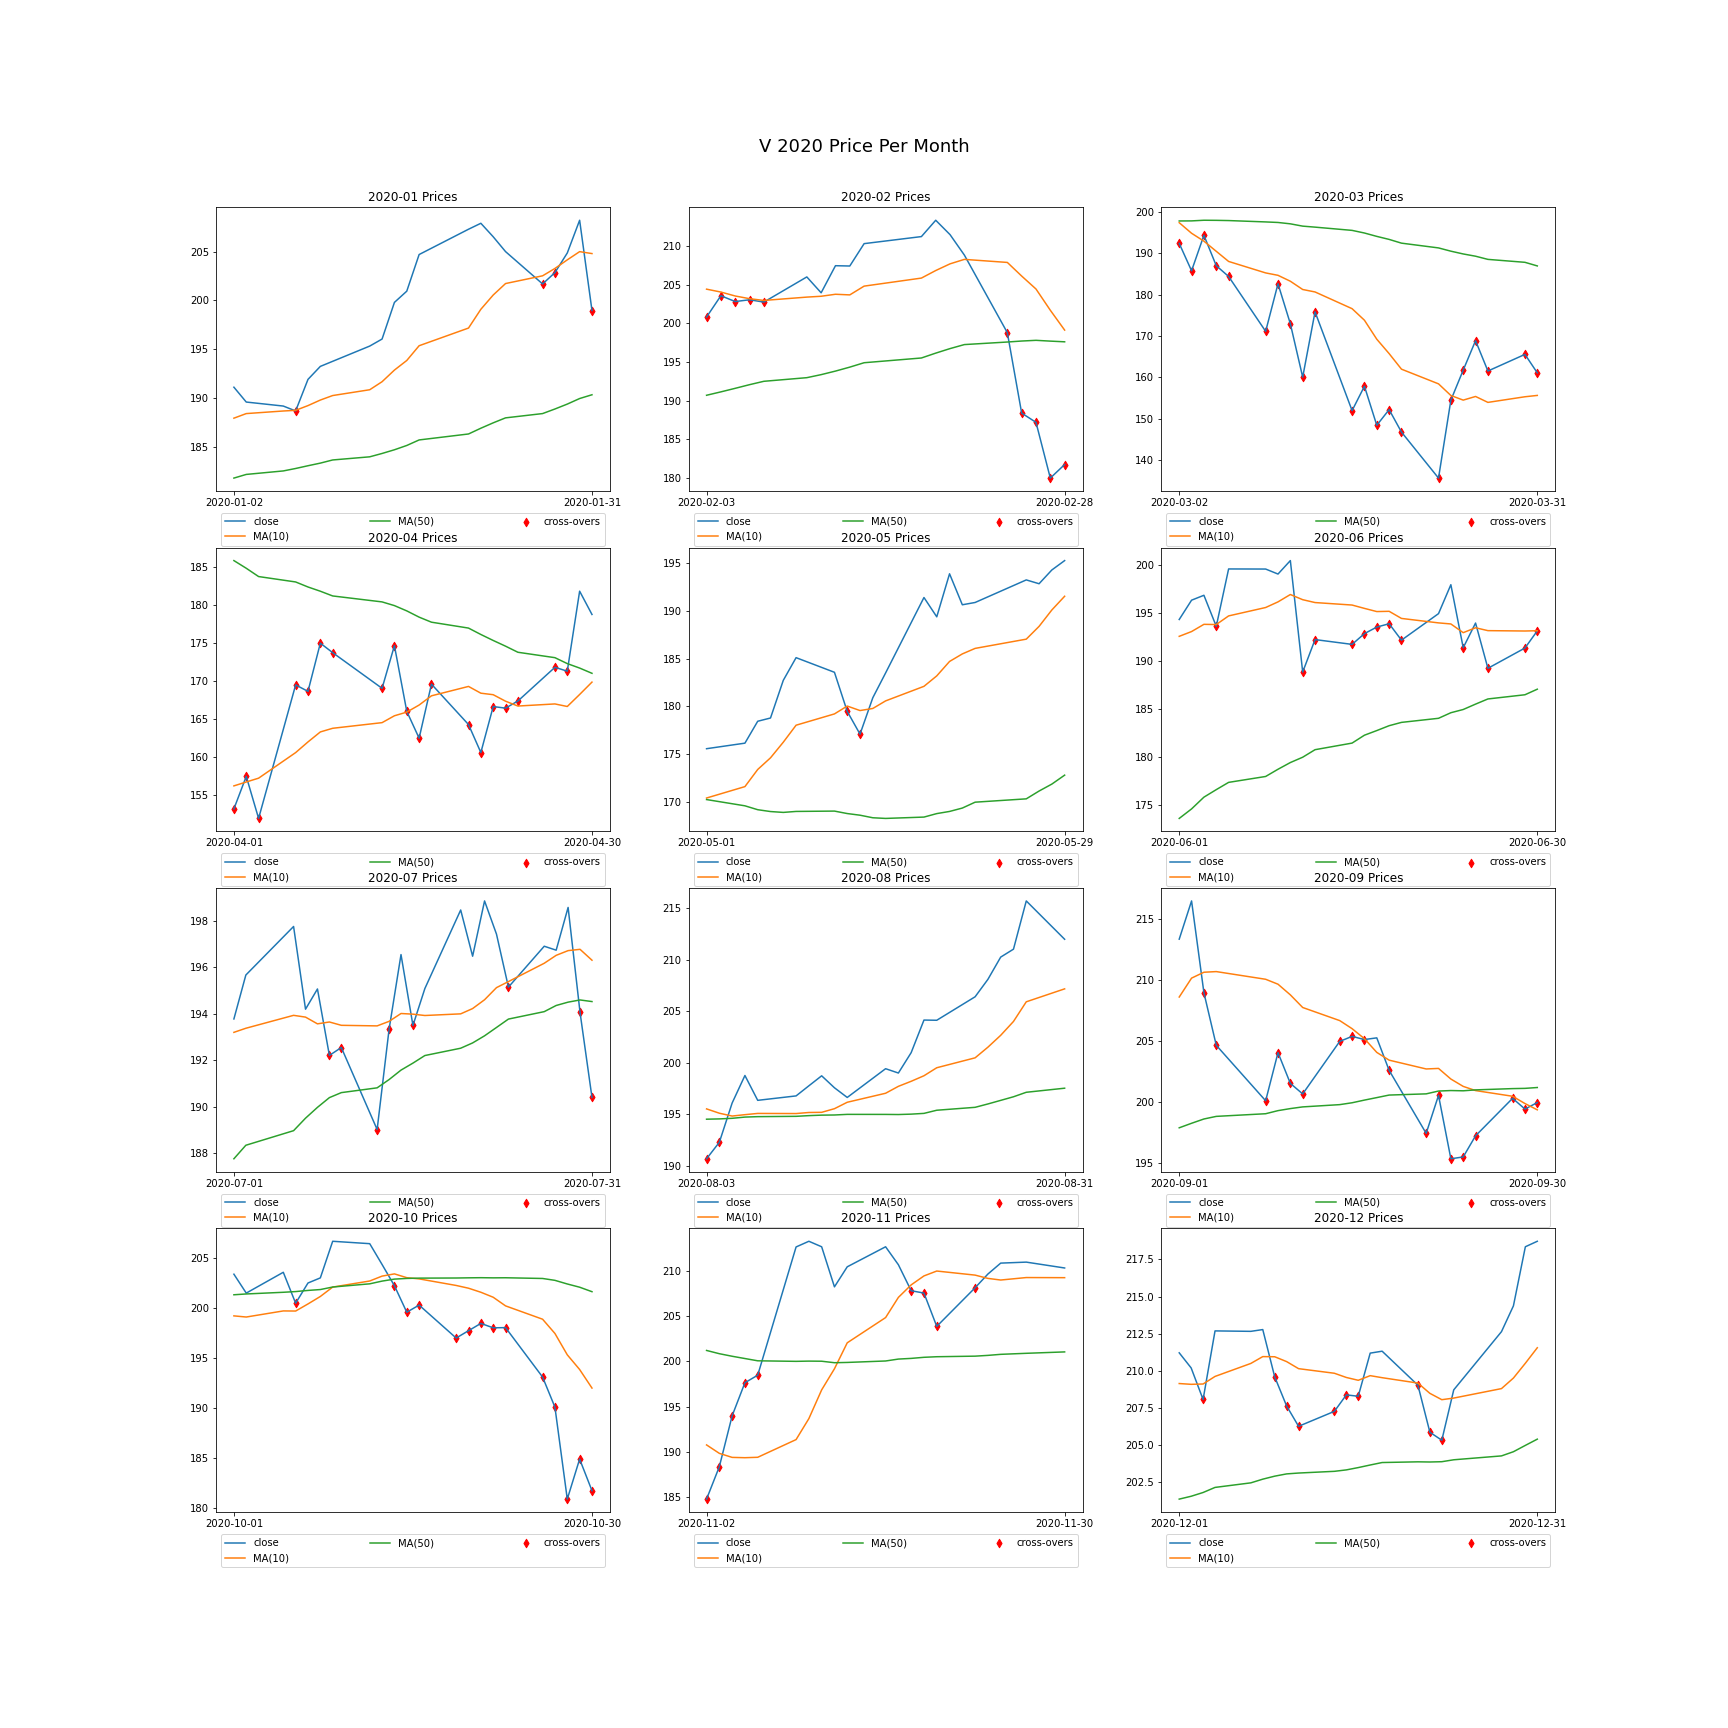 V 2020 Price Per Month
2020-01 Prices
205
200
195
190
185
2020-01-02 2020-01-31
close MA(50) cross-overs
MA(10)
2020-02 Prices
210
205
200
195
190
185
180
2020-02-03 2020-02-28
close MA(50) cross-overs
MA(10)
2020-03 Prices
200
190
180
170
160
150
140
2020-03-02 2020-03-31
close MA(50) cross-overs
MA(10)
2020-04 Prices
185
180
175
170
165
160
155
2020-04-01 2020-04-30
close MA(50) cross-overs
MA(10)
2020-05 Prices
195
190
185
180
175
170
2020-05-01 2020-05-29
close MA(50) cross-overs
MA(10)
2020-06 Prices
200
195
190
185
180
175
2020-06-01 2020-06-30
close MA(50) cross-overs
MA(10)
2020-07 Prices
198
196
194
192
190
188
2020-07-01 2020-07-31
close MA(50) cross-overs
MA(10)
2020-08 Prices
215
210
205
200
195
190
2020-08-03 2020-08-31
close MA(50) cross-overs
MA(10)
2020-09 Prices
215
210
205
200
195
2020-09-01 2020-09-30
close MA(50) cross-overs
MA(10)
2020-10 Prices
205
200
195
190
185
180
2020-10-01 2020-10-30
close MA(50) cross-overs
MA(10)
2020-11 Prices
210
205
200
195
190
185
2020-11-02 2020-11-30
close MA(50) cross-overs
MA(10)
2020-12 Prices
217.5
215.0
212.5
210.0
207.5
205.0
202.5
2020-12-01 2020-12-31
close MA(50) cross-overs
MA(10)